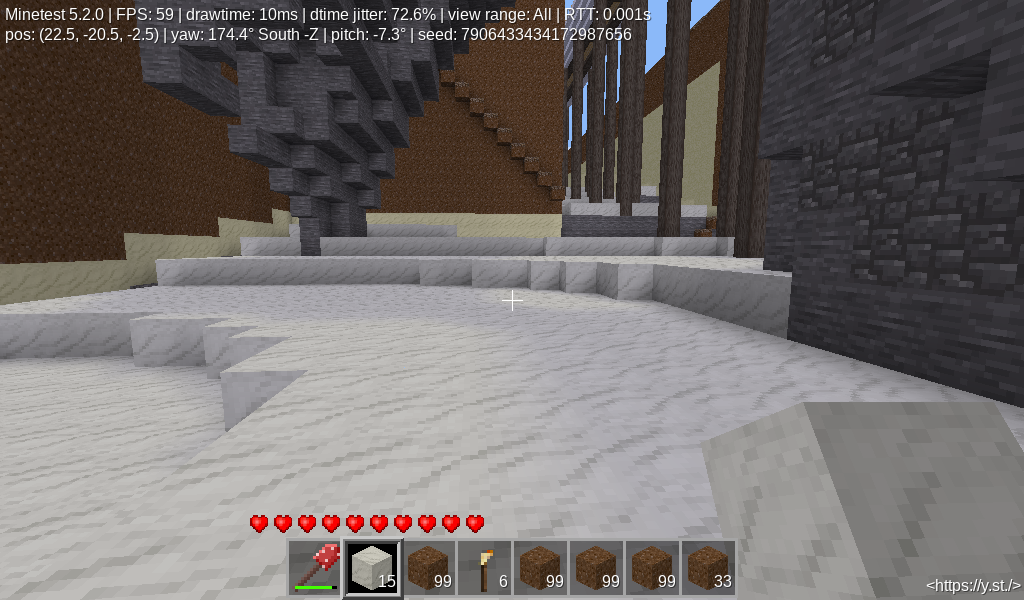 Minetest 5.2.0 | FPS: 59 | drawtime: 10ms | dtime jitter: 72.6% | view range: All | RTT: 0.001s
pos: (22.5, -20.5, -2.5) | yaw: 174.4° South -Z | pitch: -7.3° | seed: 7906433434172987656
15 99 6 99 99 99 33
<https://y.st./>